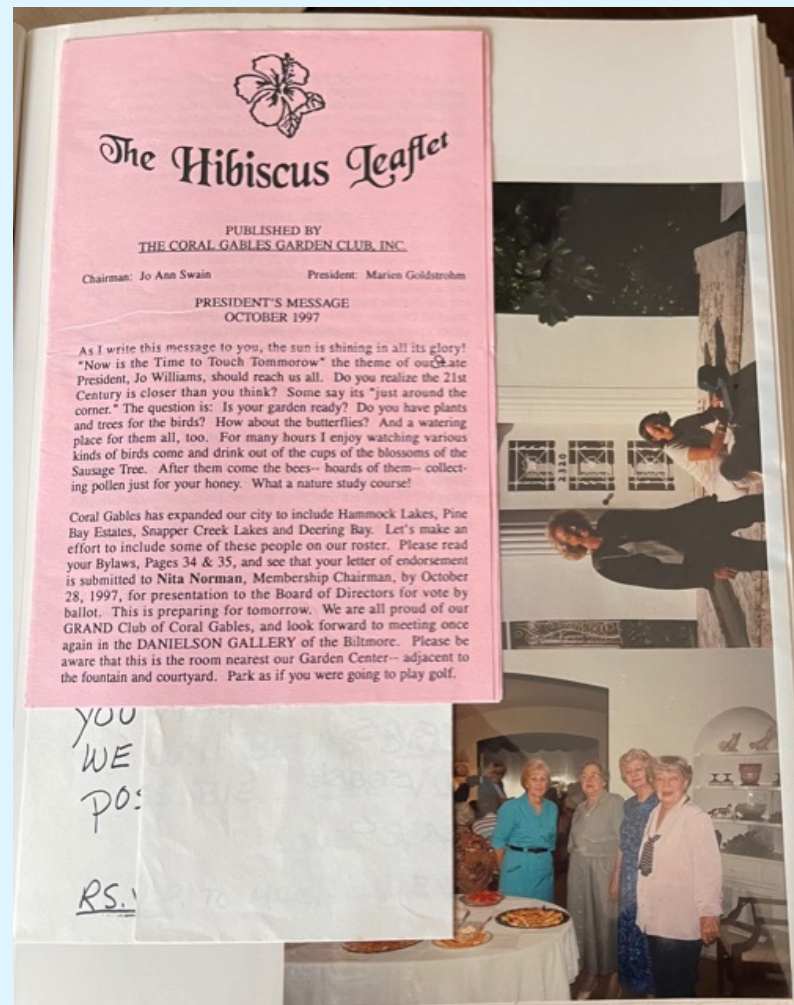 The Hibiscus Leaflet
PUBLISHED BY
THE CORAL GABLES GARDEN CLUB, INC.
Chairman: Jo Ann Swain President: Marien Goldstrohm
PRESIDENT'S MESSAGE
OCTOBER 1997
As I write this message to you, the sun is shining in all its glory!
"Now is the Time to Touch Tommorow" the theme of our State
President, Jo Williams, should reach us all. Do you realize the 21st
Century is closer than you think? Some say its "just around the
corner." The question is: Is your garden ready? Do you have plants
and trees for the birds? How about the butterflies? And a watering
place for them all, too. For many hours I enjoy watching various
kinds of birds come and drink out of the cups of the blossoms of the
Sausage Tree. After them come the bees-- hoards of them-- collect-
ing pollen just for your honey. What a nature study course!
Coral Gables has expanded our city to include Hammock Lakes, Pine
Bay Estates, Snapper Creek Lakes and Deering Bay. Let's make an
effort to include some of these people on our roster. Please read
your Bylaws, Pages 34 & 35, and see that your letter of endorsement
is submitted to Nita Norman, Membership Chairman, by October
28, 1997, for presentation to the Board of Directors for vote by
ballot. This is preparing for tomorrow. We are all proud of our
GRAND Club of Coral Gables, and look forward to meeting once
again in the DANIELSON GALLERY of the Biltmore. Please be
aware that this is the room nearest our Garden Center-- adjacent to
the fountain and courtyard. Park as if you were going to play golf.
YOU
WE
POS
R.S.V
2320